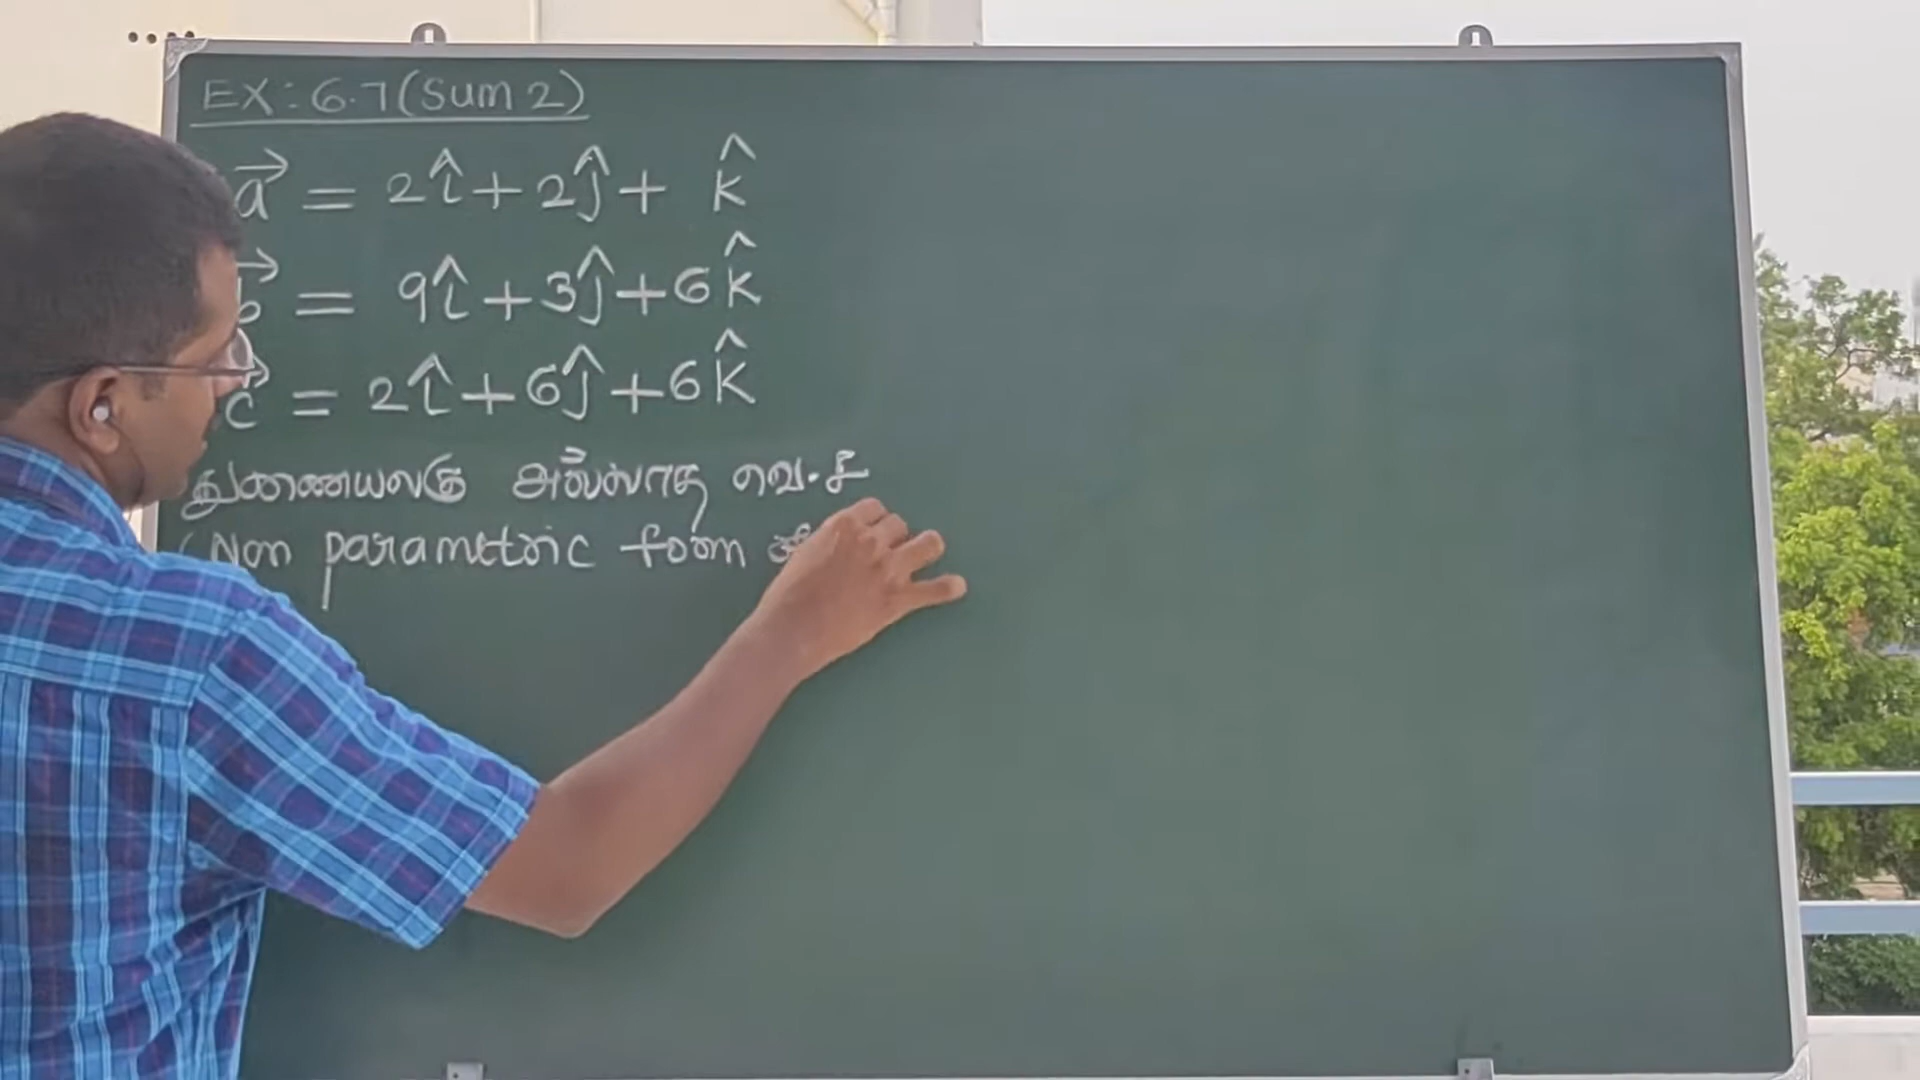 EX: 6.7 (Sum 2)
a⃗ = 2î + 2ĵ + k̂
b⃗ = 9î + 3ĵ + 6k̂
c⃗ = 2î + 6ĵ + 6k̂
துணையலகு அல்லாத வெ.ச
(Non parametric form